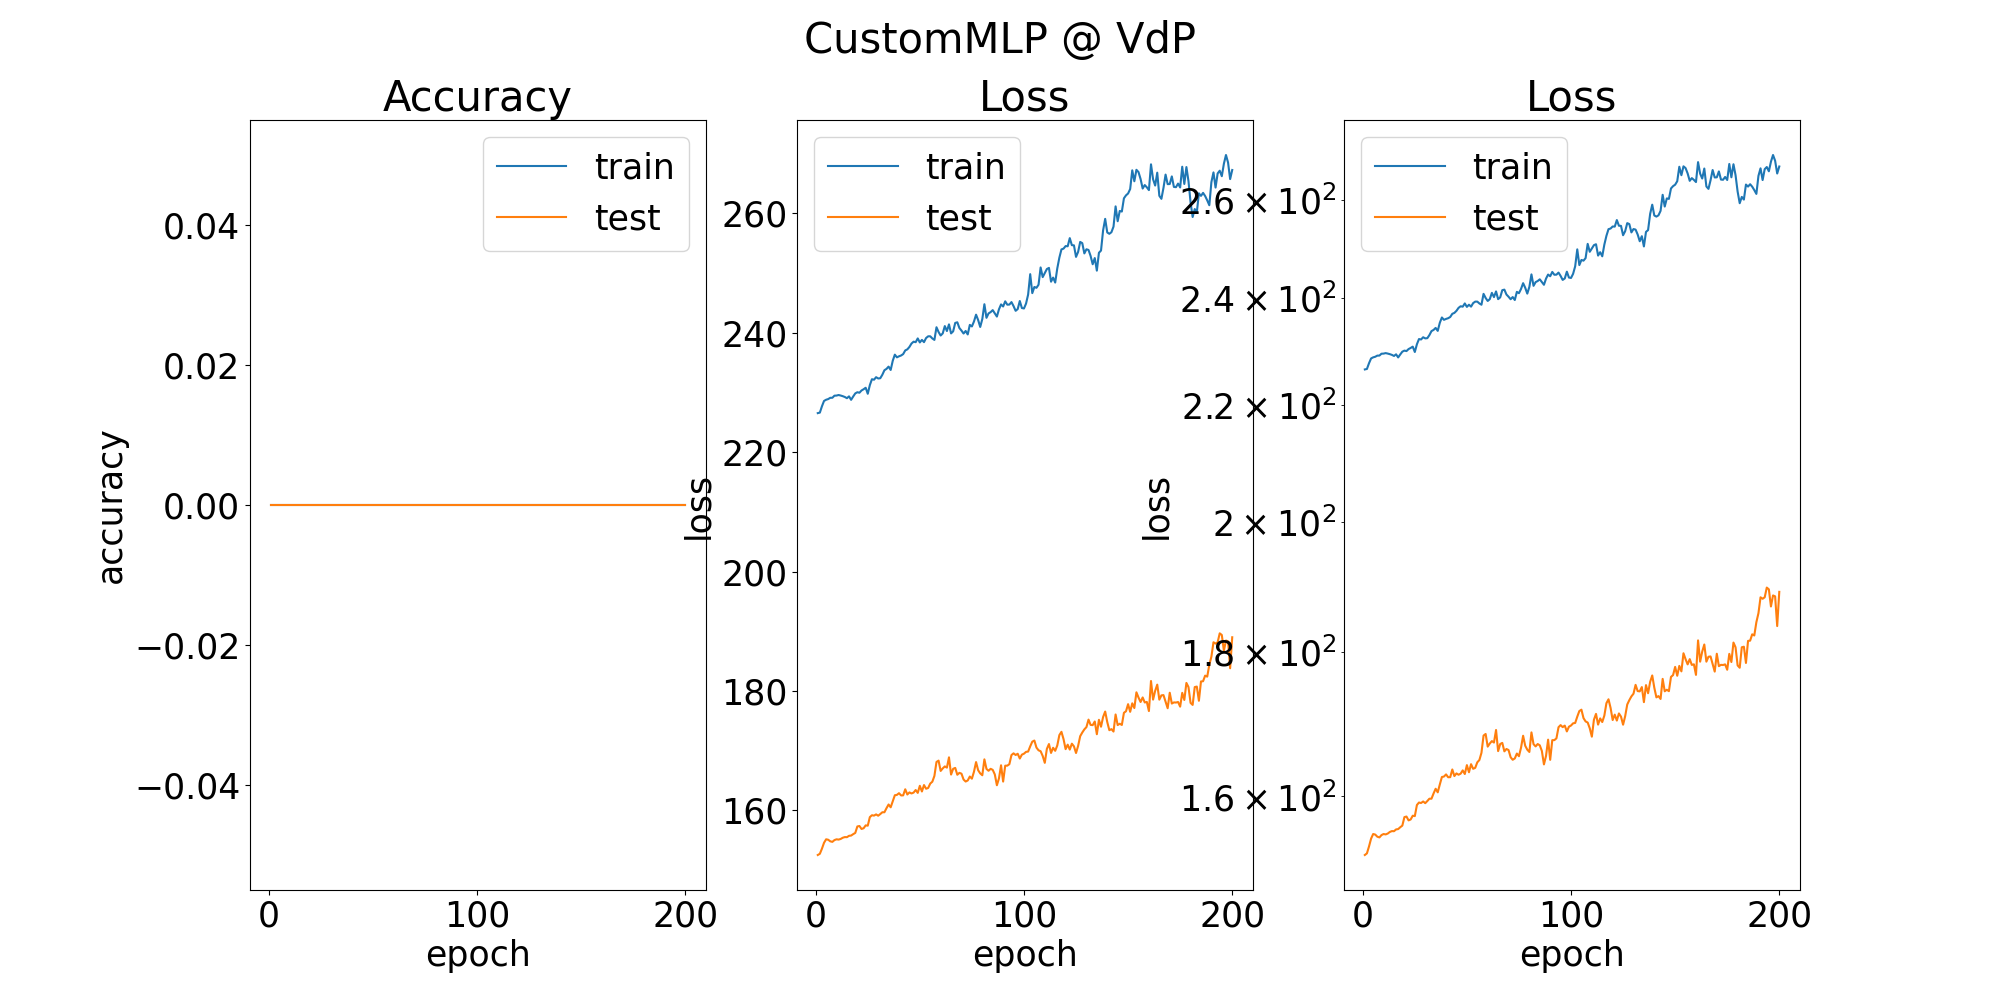 CustomMLP @ VdP
Accuracy
train
test
0.04
0.02
0.00
−0.02
−0.04
accuracy
0
100
200
epoch
Loss
train
test
260
240
220
200
180
160
loss
0
100
200
epoch
Loss
train
test
2.6 × 10²
2.4 × 10²
2.2 × 10²
2 × 10²
1.8 × 10²
1.6 × 10²
loss
0
100
200
epoch